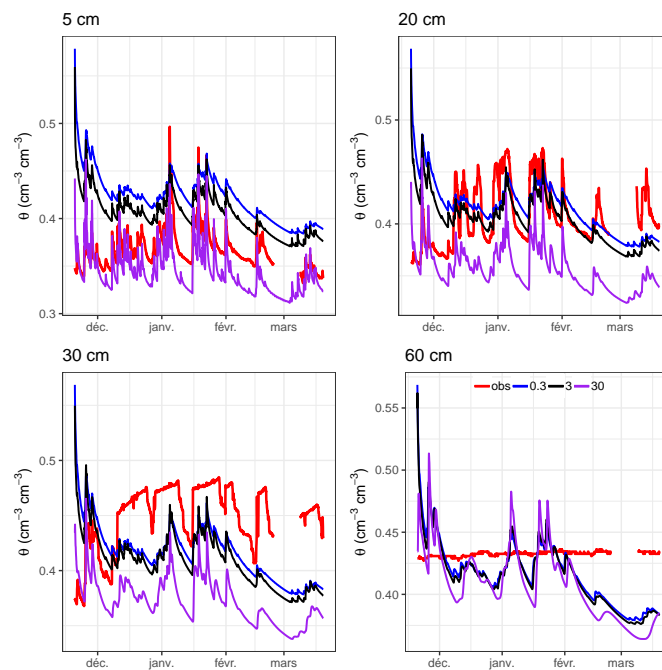 5 cm
θ (cm⁻³ cm⁻³)
0.5
0.4
0.3
déc.
janv.
févr.
mars
20 cm
θ (cm⁻³ cm⁻³)
0.5
0.4
déc.
janv.
févr.
mars
30 cm
θ (cm⁻³ cm⁻³)
0.5
0.4
déc.
janv.
févr.
mars
60 cm
obs 0.3 3 30
θ (cm⁻³ cm⁻³)
0.55
0.50
0.45
0.40
déc.
janv.
févr.
mars